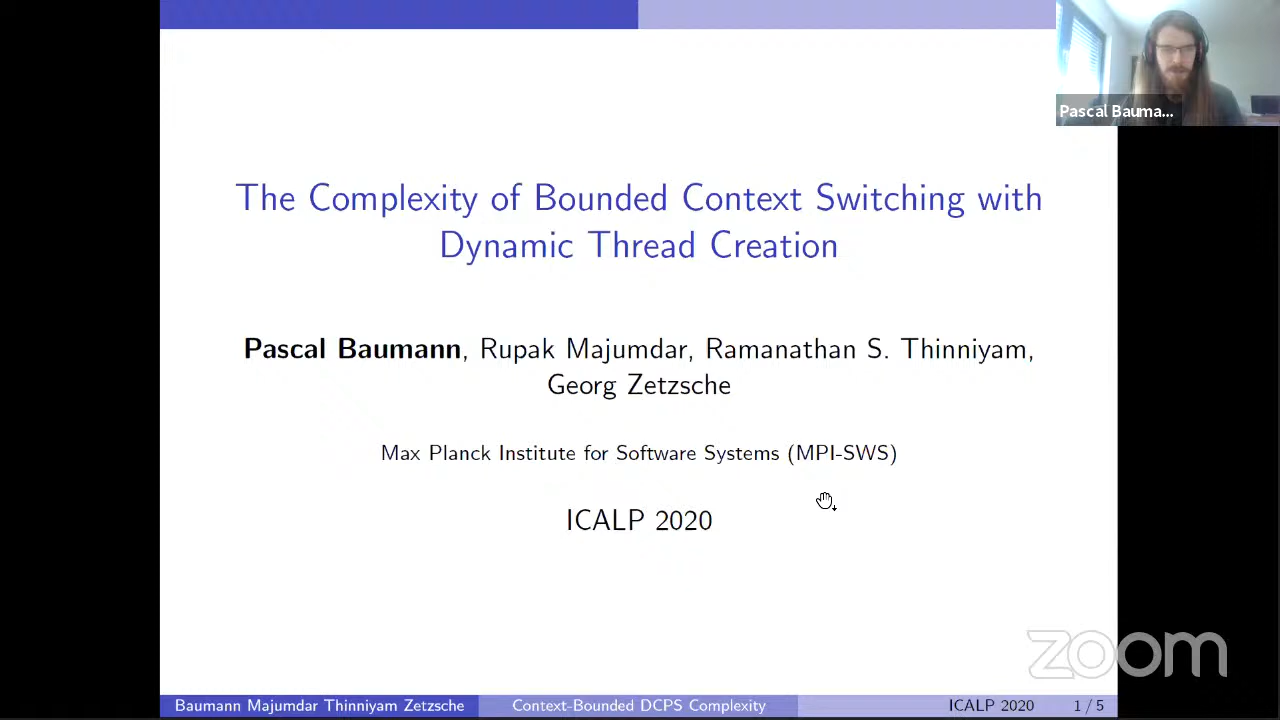 Pascal Bauma...
The Complexity of Bounded Context Switching with
Dynamic Thread Creation
Pascal Baumann, Rupak Majumdar, Ramanathan S. Thinniyam,
Georg Zetzsche
Max Planck Institute for Software Systems (MPI-SWS)
ICALP 2020
zoom
Baumann Majumdar Thinniyam Zetzsche Context-Bounded DCPS Complexity ICALP 2020 1 / 5